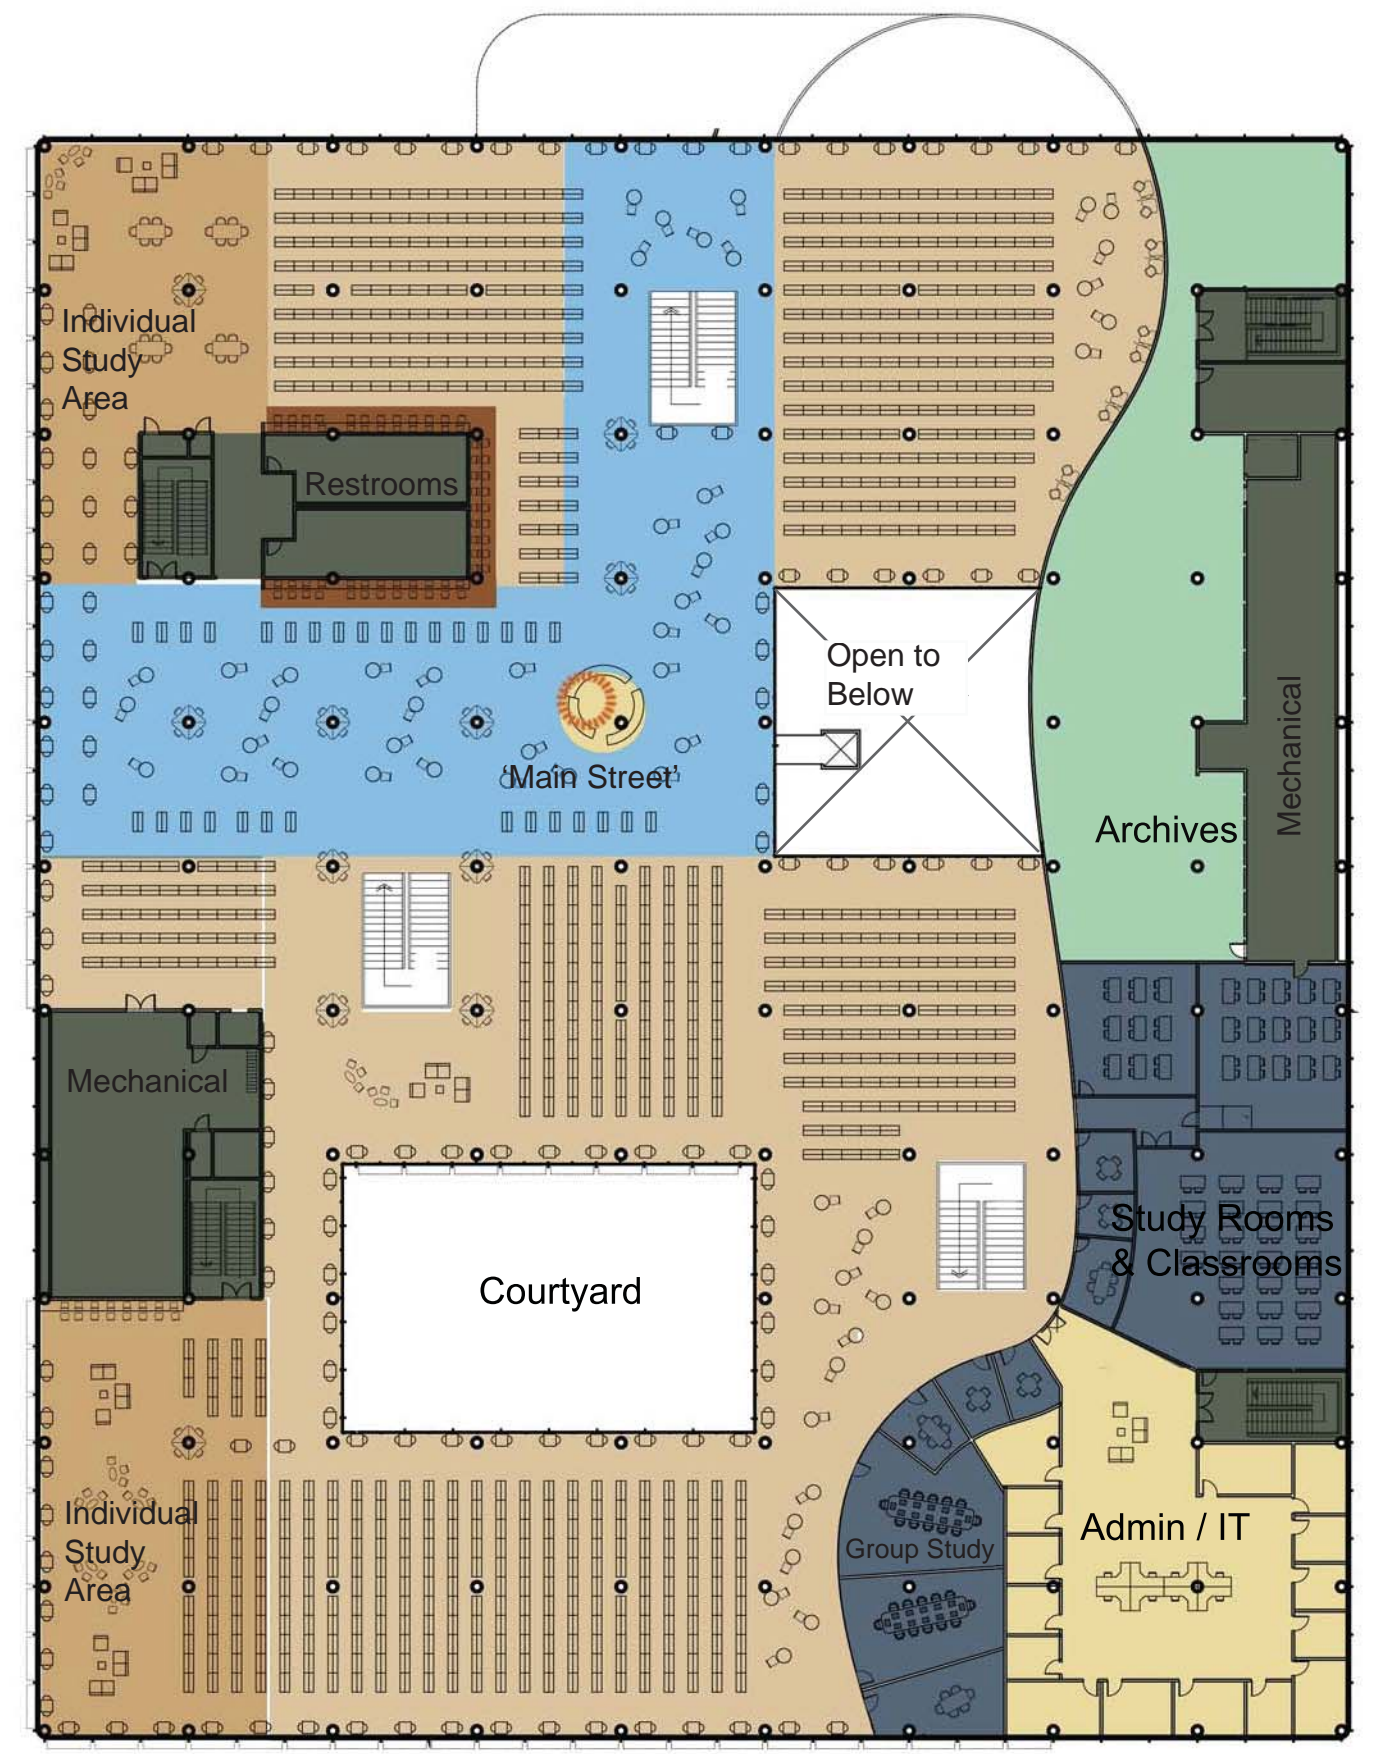 Individual
Study
Area
Restrooms
Open to
Below
Mechanical
'Main Street'
Archives
Mechanical
Study Rooms
& Classrooms
Courtyard
Individual
Study
Area
Group Study
Admin / IT